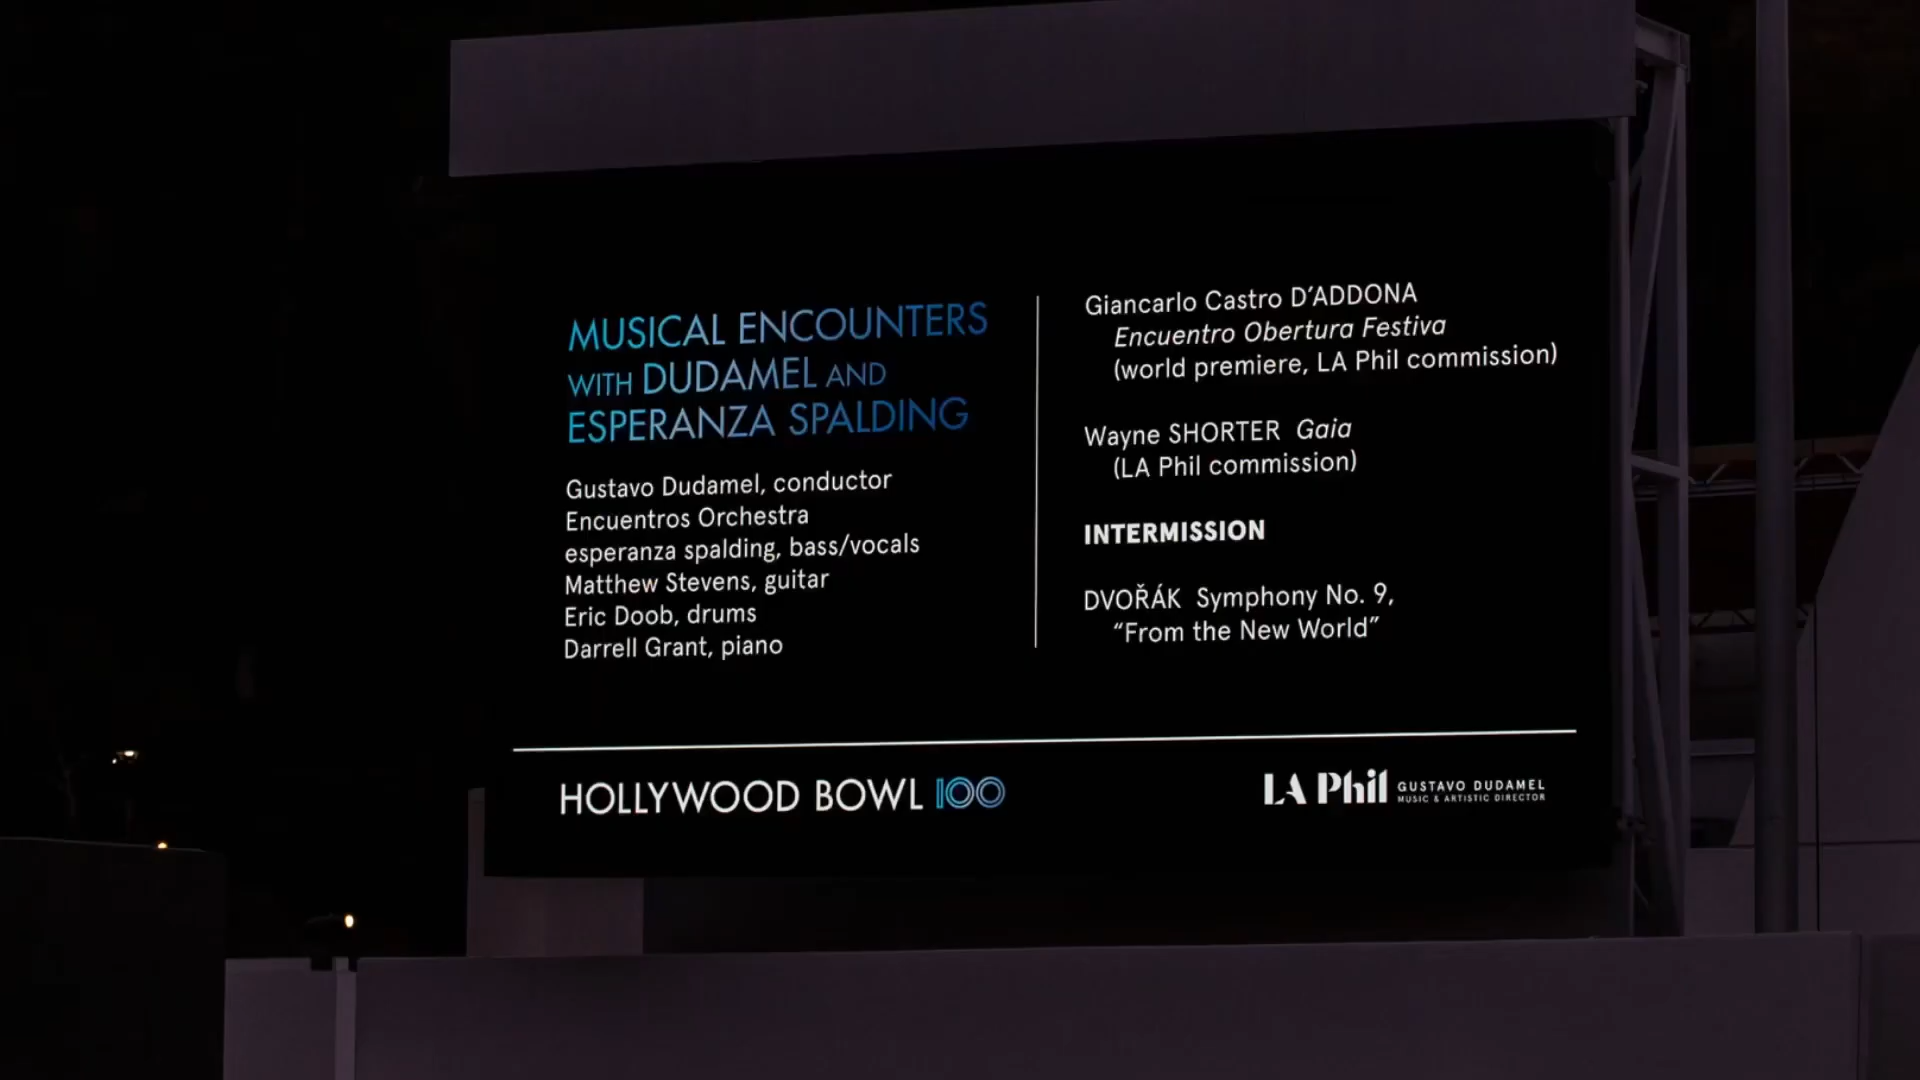 MUSICAL ENCOUNTERS
WITH DUDAMEL AND
ESPERANZA SPALDING
Gustavo Dudamel, conductor
Encuentros Orchestra
esperanza spalding, bass/vocals
Matthew Stevens, guitar
Eric Doob, drums
Darrell Grant, piano
Giancarlo Castro D’ADDONA
Encuentro Obertura Festiva
(world premiere, LA Phil commission)
Wayne SHORTER Gaia
(LA Phil commission)
INTERMISSION
DVOŘÁK Symphony No. 9,
“From the New World”
HOLLYWOOD BOWL 100
LA Phil GUSTAVO DUDAMEL
MUSIC & ARTISTIC DIRECTOR